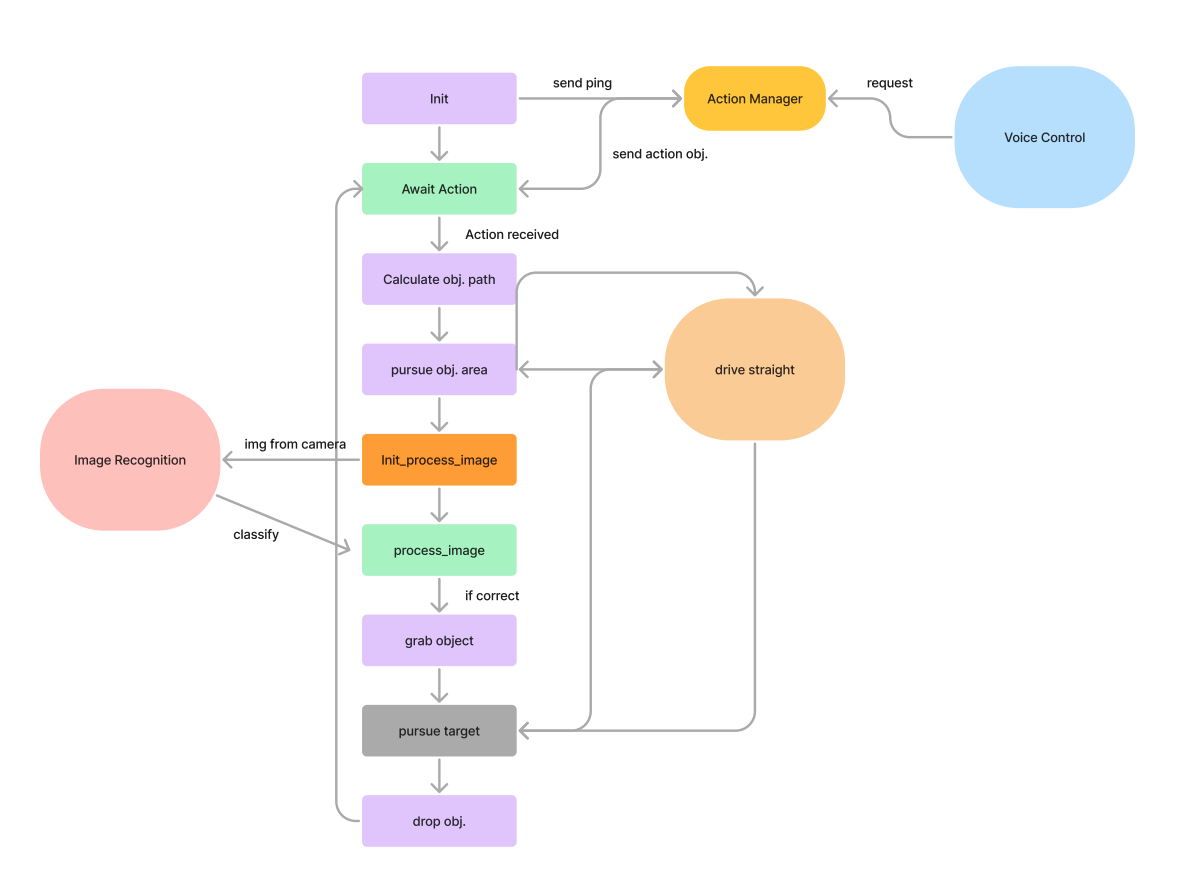 send ping
request
Init
Action Manager
Voice Control
send action obj.
Await Action
Action received
Calculate obj. path
pursue obj. area
drive straight
img from camera
Image Recognition
Init_process_image
classify
process_image
if correct
grab object
pursue target
drop obj.